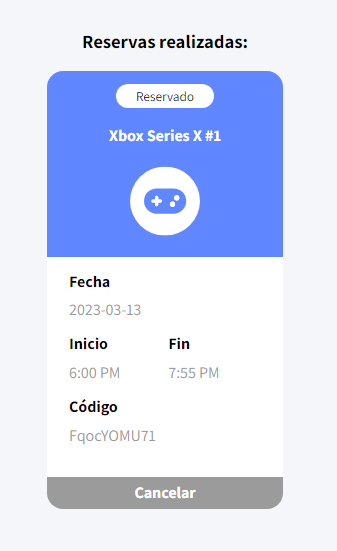 Reservas realizadas:
Reservado
Xbox Series X #1
Fecha
2023-03-13
Inicio Fin
6:00 PM 7:55 PM
Código
FqocYOMU71
Cancelar